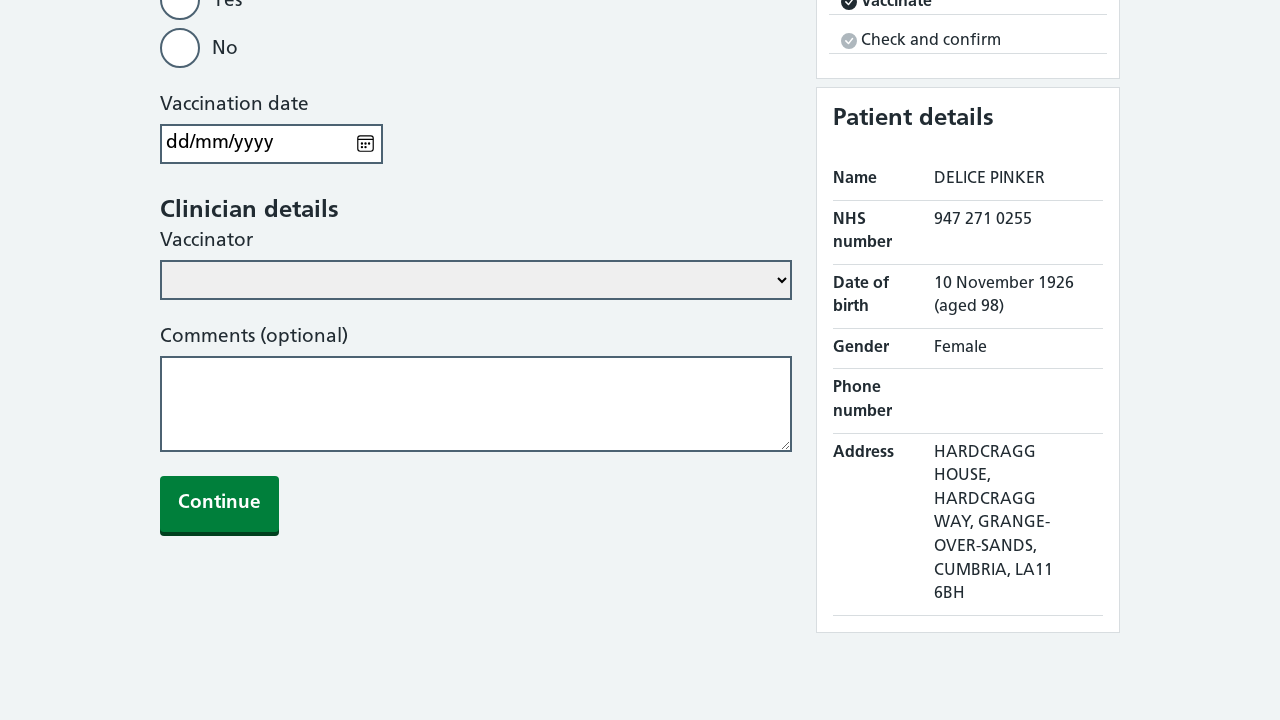 Yes
No
Vaccination date
dd/mm/yyyy
Clinician details
Vaccinator
Comments (optional)
Continue
Vaccinate
Check and confirm
Patient details
Name DELICE PINKER
NHS number 947 271 0255
Date of birth 10 November 1926 (aged 98)
Gender Female
Phone number
Address HARDCRAGG
HOUSE,
HARDCRAGG
WAY, GRANGE-
OVER-SANDS,
CUMBRIA, LA11
6BH